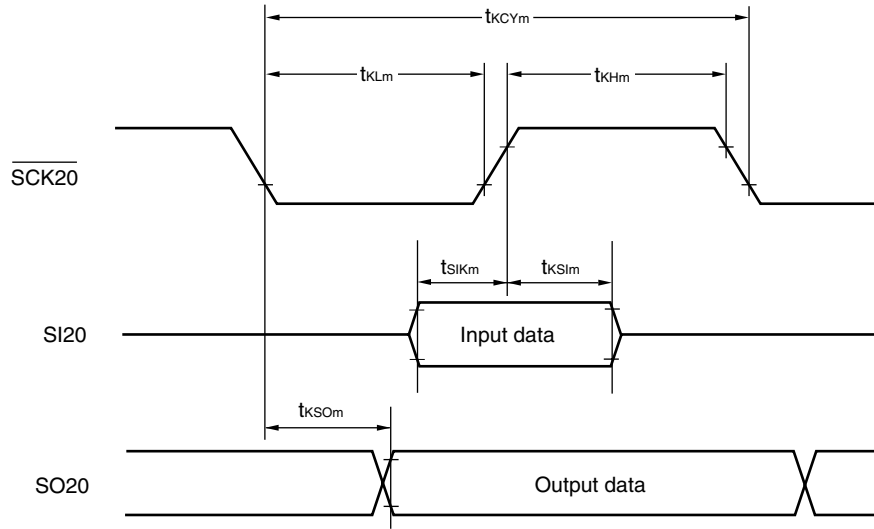 tKCYm
tKLm
tKHm
SCK20
tSIKm
tKSIm
SI20
Input data
tKSOm
SO20
Output data